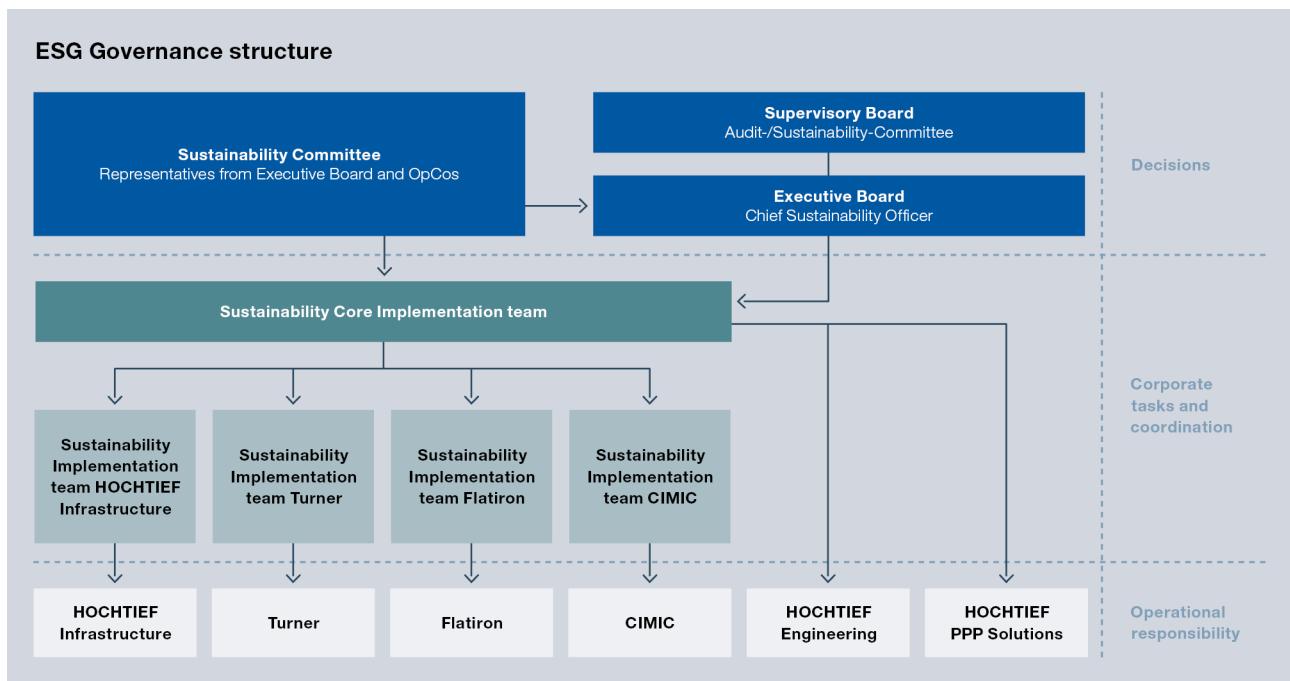 ESG Governance structure
Sustainability Committee
Representatives from Executive Board and OpCos
Supervisory Board
Audit-/Sustainability-Committee
Executive Board
Chief Sustainability Officer
Decisions
Sustainability Core Implementation team
Sustainability
Implementation
team HOCHTIEF
Infrastructure
Sustainability
Implementation
team Turner
Sustainability
Implementation
team Flatiron
Sustainability
Implementation
team CIMIC
Corporate
tasks and
coordination
HOCHTIEF
Infrastructure
Turner
Flatiron
CIMIC
HOCHTIEF
Engineering
HOCHTIEF
PPP Solutions
Operational
responsibility